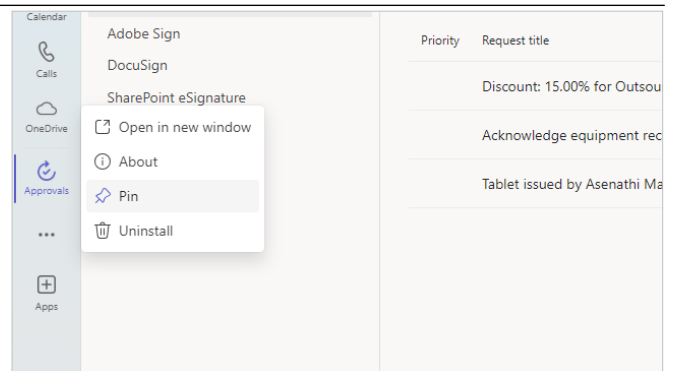 Calendar
Calls
OneDrive
Approvals
Apps
Adobe Sign
DocuSign
SharePoint eSignature
Open in new window
About
Pin
Uninstall
Priority Request title
Discount: 15.00% for Outsou
Acknowledge equipment rec
Tablet issued by Asenathi Ma